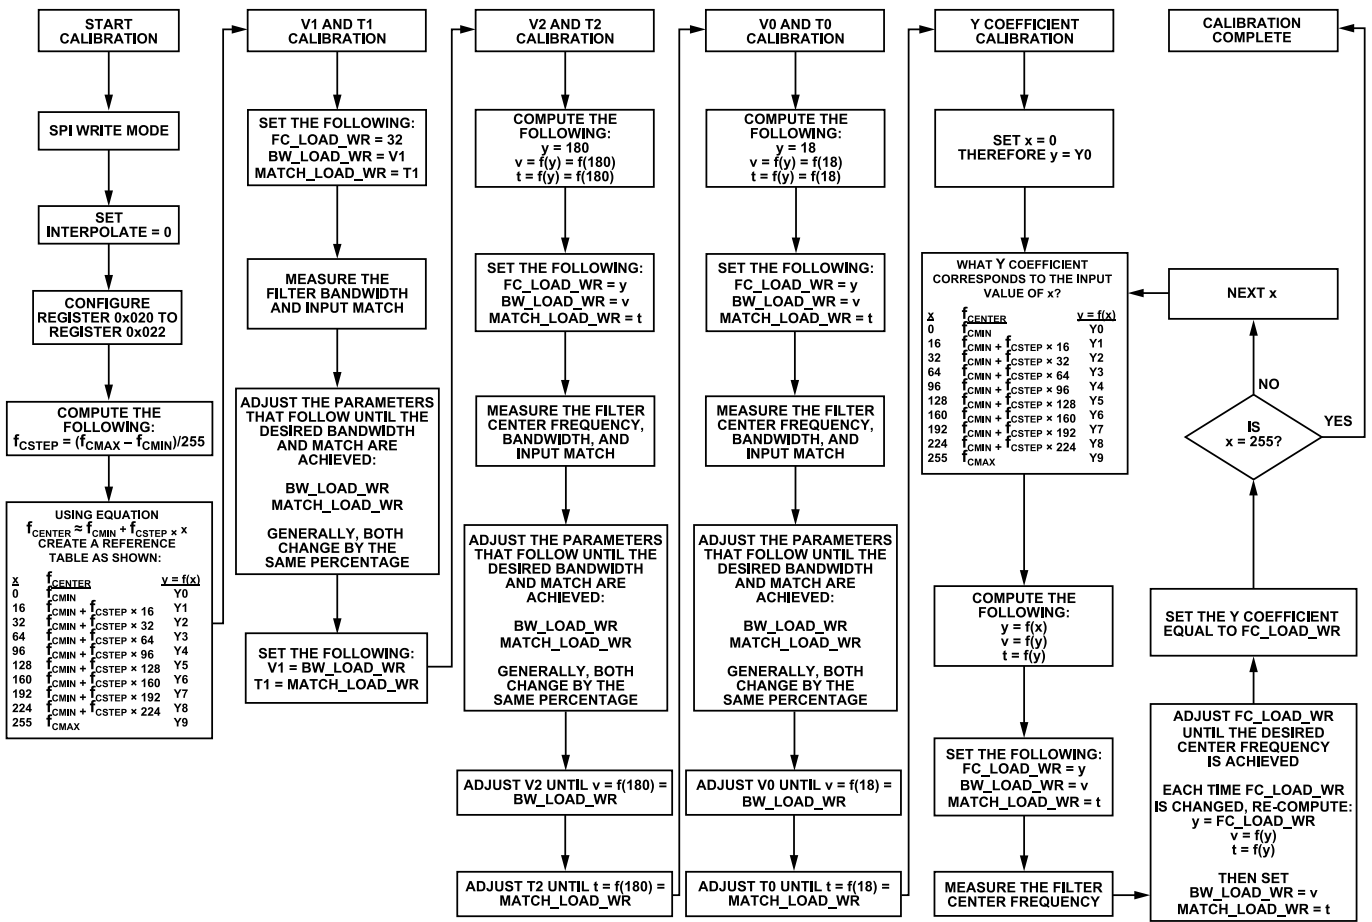 START
CALIBRATION
SPI WRITE MODE
SET
INTERPOLATE = 0
CONFIGURE
REGISTER 0x020 TO
REGISTER 0x022
COMPUTE THE
FOLLOWING:
fCSTEP = (fCMAX – fCMIN)/255
USING EQUATION
fCENTER ≈ fCMIN + fCSTEP × x
CREATE A REFERENCE
TABLE AS SHOWN:
x fCENTER y = f(x)
0 fCMIN Y0
16 fCMIN + fCSTEP × 16 Y1
32 fCMIN + fCSTEP × 32 Y2
64 fCMIN + fCSTEP × 64 Y3
96 fCMIN + fCSTEP × 96 Y4
128 fCMIN + fCSTEP × 128 Y5
160 fCMIN + fCSTEP × 160 Y6
192 fCMIN + fCSTEP × 192 Y7
224 fCMIN + fCSTEP × 224 Y8
255 fCMAX Y9
V1 AND T1
CALIBRATION
SET THE FOLLOWING:
FC_LOAD_WR = 32
BW_LOAD_WR = V1
MATCH_LOAD_WR = T1
MEASURE THE
FILTER BANDWIDTH
AND INPUT MATCH
ADJUST THE PARAMETERS
THAT FOLLOW UNTIL THE
DESIRED BANDWIDTH
AND MATCH ARE
ACHIEVED:
BW_LOAD_WR
MATCH_LOAD_WR
GENERALLY, BOTH
CHANGE BY THE
SAME PERCENTAGE
SET THE FOLLOWING:
V1 = BW_LOAD_WR
T1 = MATCH_LOAD_WR
V2 AND T2
CALIBRATION
COMPUTE THE
FOLLOWING:
y = 180
v = f(y) = f(180)
t = f(y) = f(180)
SET THE FOLLOWING:
FC_LOAD_WR = y
BW_LOAD_WR = v
MATCH_LOAD_WR = t
MEASURE THE FILTER
CENTER FREQUENCY,
BANDWIDTH, AND
INPUT MATCH
ADJUST THE PARAMETERS
THAT FOLLOW UNTIL THE
DESIRED BANDWIDTH
AND MATCH ARE
ACHIEVED:
BW_LOAD_WR
MATCH_LOAD_WR
GENERALLY, BOTH
CHANGE BY THE
SAME PERCENTAGE
ADJUST V2 UNTIL v = f(180) =
BW_LOAD_WR
ADJUST T2 UNTIL t = f(180) =
MATCH_LOAD_WR
V0 AND T0
CALIBRATION
COMPUTE THE
FOLLOWING:
y = 18
v = f(y) = f(18)
t = f(y) = f(18)
SET THE FOLLOWING:
FC_LOAD_WR = y
BW_LOAD_WR = v
MATCH_LOAD_WR = t
MEASURE THE FILTER
CENTER FREQUENCY,
BANDWIDTH, AND
INPUT MATCH
ADJUST THE PARAMETERS
THAT FOLLOW UNTIL THE
DESIRED BANDWIDTH
AND MATCH ARE
ACHIEVED:
BW_LOAD_WR
MATCH_LOAD_WR
GENERALLY, BOTH
CHANGE BY THE
SAME PERCENTAGE
ADJUST V0 UNTIL v = f(18) =
BW_LOAD_WR
ADJUST T0 UNTIL t = f(18) =
MATCH_LOAD_WR
Y COEFFICIENT
CALIBRATION
SET x = 0
THEREFORE y = Y0
WHAT Y COEFFICIENT
CORRESPONDS TO THE INPUT
VALUE OF x?
x fCENTER y = f(x)
0 fCMIN Y0
16 fCMIN + fCSTEP × 16 Y1
32 fCMIN + fCSTEP × 32 Y2
64 fCMIN + fCSTEP × 64 Y3
96 fCMIN + fCSTEP × 96 Y4
128 fCMIN + fCSTEP × 128 Y5
160 fCMIN + fCSTEP × 160 Y6
192 fCMIN + fCSTEP × 192 Y7
224 fCMIN + fCSTEP × 224 Y8
255 fCMAX Y9
COMPUTE THE
FOLLOWING:
y = f(x)
v = f(y)
t = f(y)
SET THE FOLLOWING:
FC_LOAD_WR = y
BW_LOAD_WR = v
MATCH_LOAD_WR = t
MEASURE THE FILTER
CENTER FREQUENCY
ADJUST FC_LOAD_WR
UNTIL THE DESIRED
CENTER FREQUENCY
IS ACHIEVED
EACH TIME FC_LOAD_WR
IS CHANGED, RE-COMPUTE:
y = FC_LOAD_WR
v = f(y)
t = f(y)
THEN SET
BW_LOAD_WR = v
MATCH_LOAD_WR = t
SET THE Y COEFFICIENT
EQUAL TO FC_LOAD_WR
IS
x = 255?
NO
YES
NEXT x
CALIBRATION
COMPLETE